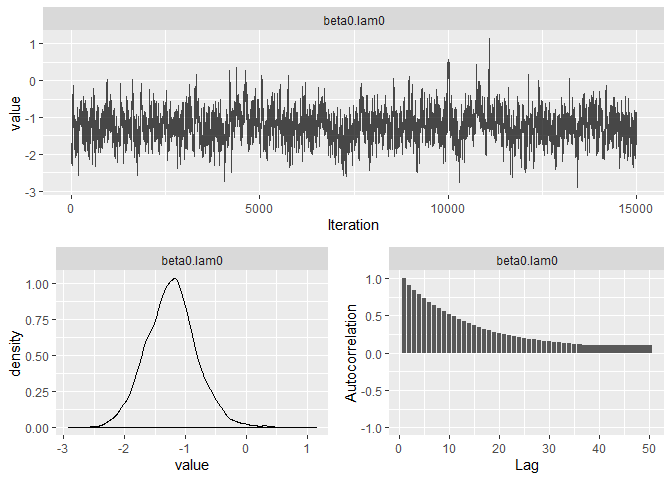 beta0.lam0
1
0
-1
-2
-3
value
0 5000 10000 15000
Iteration
beta0.lam0
1.00
0.75
0.50
0.25
0.00
density
-3 -2 -1 0 1
value
beta0.lam0
1.0
0.5
0.0
-0.5
-1.0
Autocorrelation
0 10 20 30 40 50
Lag